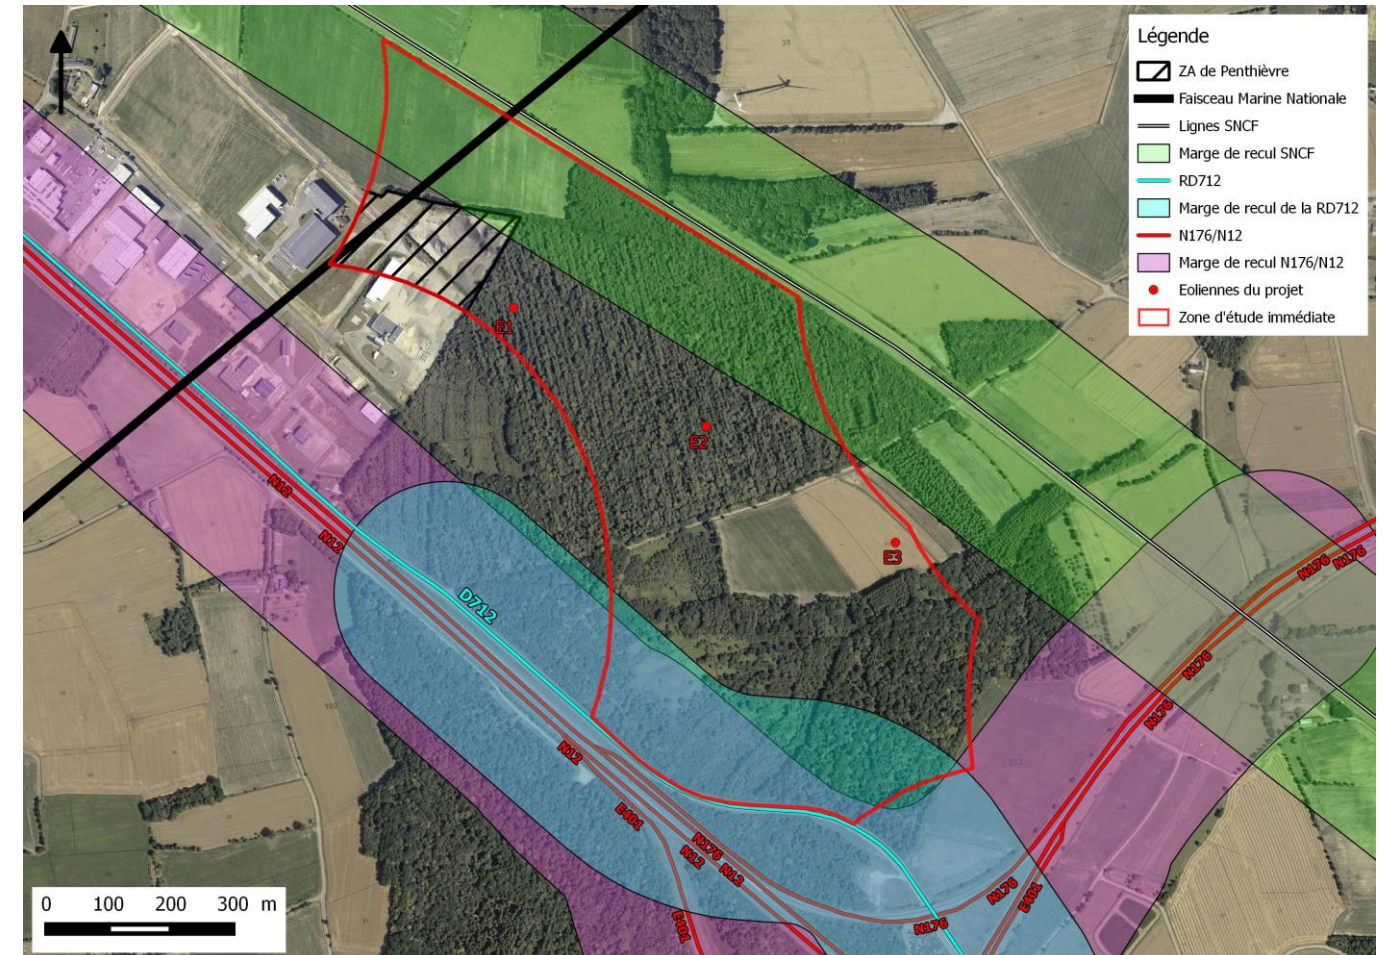 Légende
ZA de Penthièvre
Faisceau Marine Nationale
Lignes SNCF
Marge de recul SNCF
RD712
Marge de recul de la RD712
N176/N12
Marge de recul N176/N12
Eoliennes du projet
Zone d'étude immédiate
E1
E2
E3
N12
N12
D712
N176
N176
N176
N176
N12
E401
N176
N12
N12
N176
E401
N176
E401
0 100 200 300 m